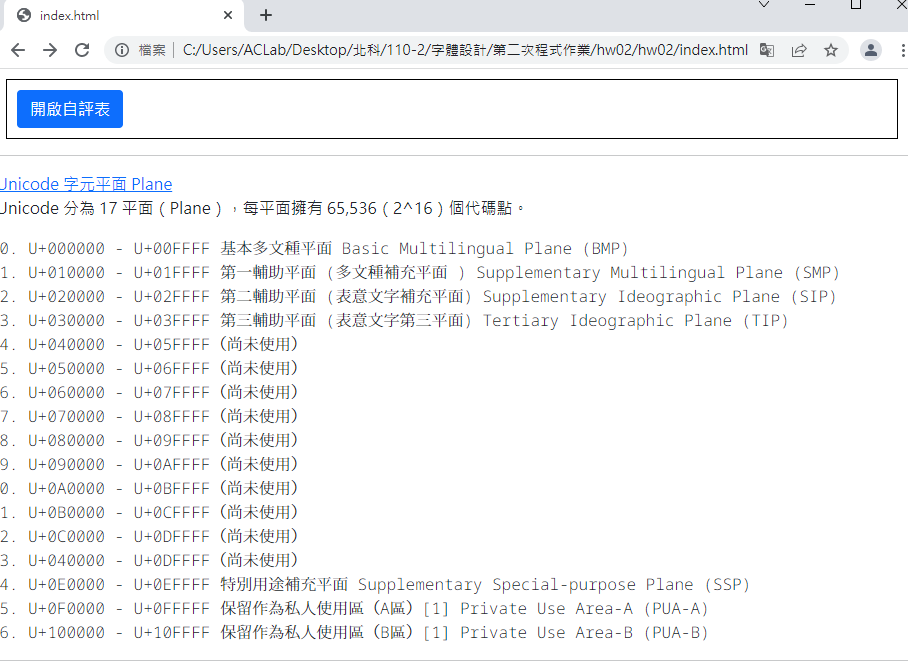 index.html
檔案 | C:/Users/ACLab/Desktop/北科/110-2/字體設計/第二次程式作業/hw02/hw02/index.html
開啟自評表
Unicode 字元平面 Plane
Unicode 分為 17 平面（Plane），每平面擁有 65,536（2^16）個代碼點。
0. U+000000 - U+00FFFF 基本多文種平面 Basic Multilingual Plane (BMP)
1. U+010000 - U+01FFFF 第一輔助平面 (多文種補充平面 ) Supplementary Multilingual Plane (SMP)
2. U+020000 - U+02FFFF 第二輔助平面 (表意文字補充平面) Supplementary Ideographic Plane (SIP)
3. U+030000 - U+03FFFF 第三輔助平面 (表意文字第三平面) Tertiary Ideographic Plane (TIP)
4. U+040000 - U+05FFFF (尚未使用)
5. U+050000 - U+06FFFF (尚未使用)
6. U+060000 - U+07FFFF (尚未使用)
7. U+070000 - U+08FFFF (尚未使用)
8. U+080000 - U+09FFFF (尚未使用)
9. U+090000 - U+0AFFFF (尚未使用)
0. U+0A0000 - U+0BFFFF (尚未使用)
1. U+0B0000 - U+0CFFFF (尚未使用)
2. U+0C0000 - U+0DFFFF (尚未使用)
3. U+040000 - U+0DFFFF (尚未使用)
4. U+0E0000 - U+0EFFFF 特別用途補充平面 Supplementary Special-purpose Plane (SSP)
5. U+0F0000 - U+0FFFFF 保留作為私人使用區（A區）[1] Private Use Area-A (PUA-A)
6. U+100000 - U+10FFFF 保留作為私人使用區（B區）[1] Private Use Area-B (PUA-B)